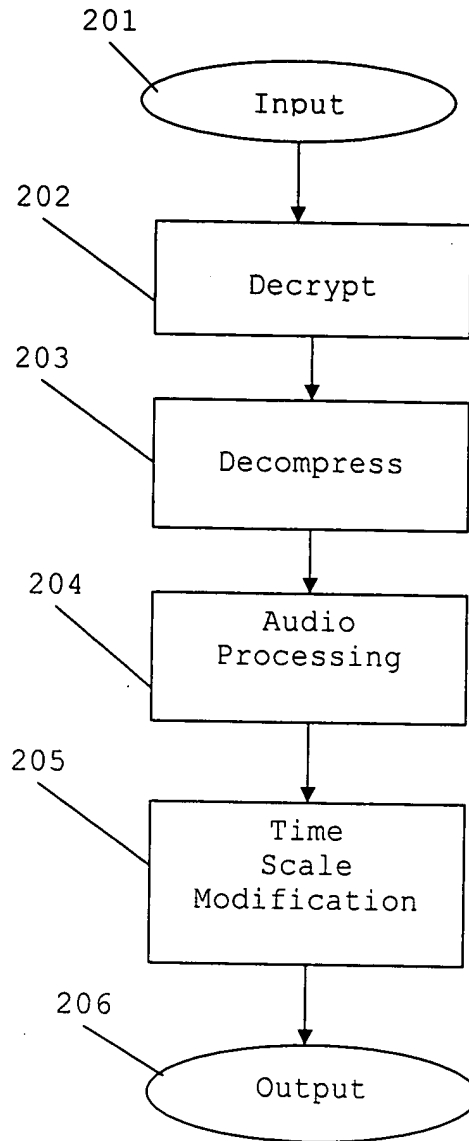 201
Input
202
Decrypt
203
Decompress
204
Audio
Processing
205
Time
Scale
Modification
206
Output